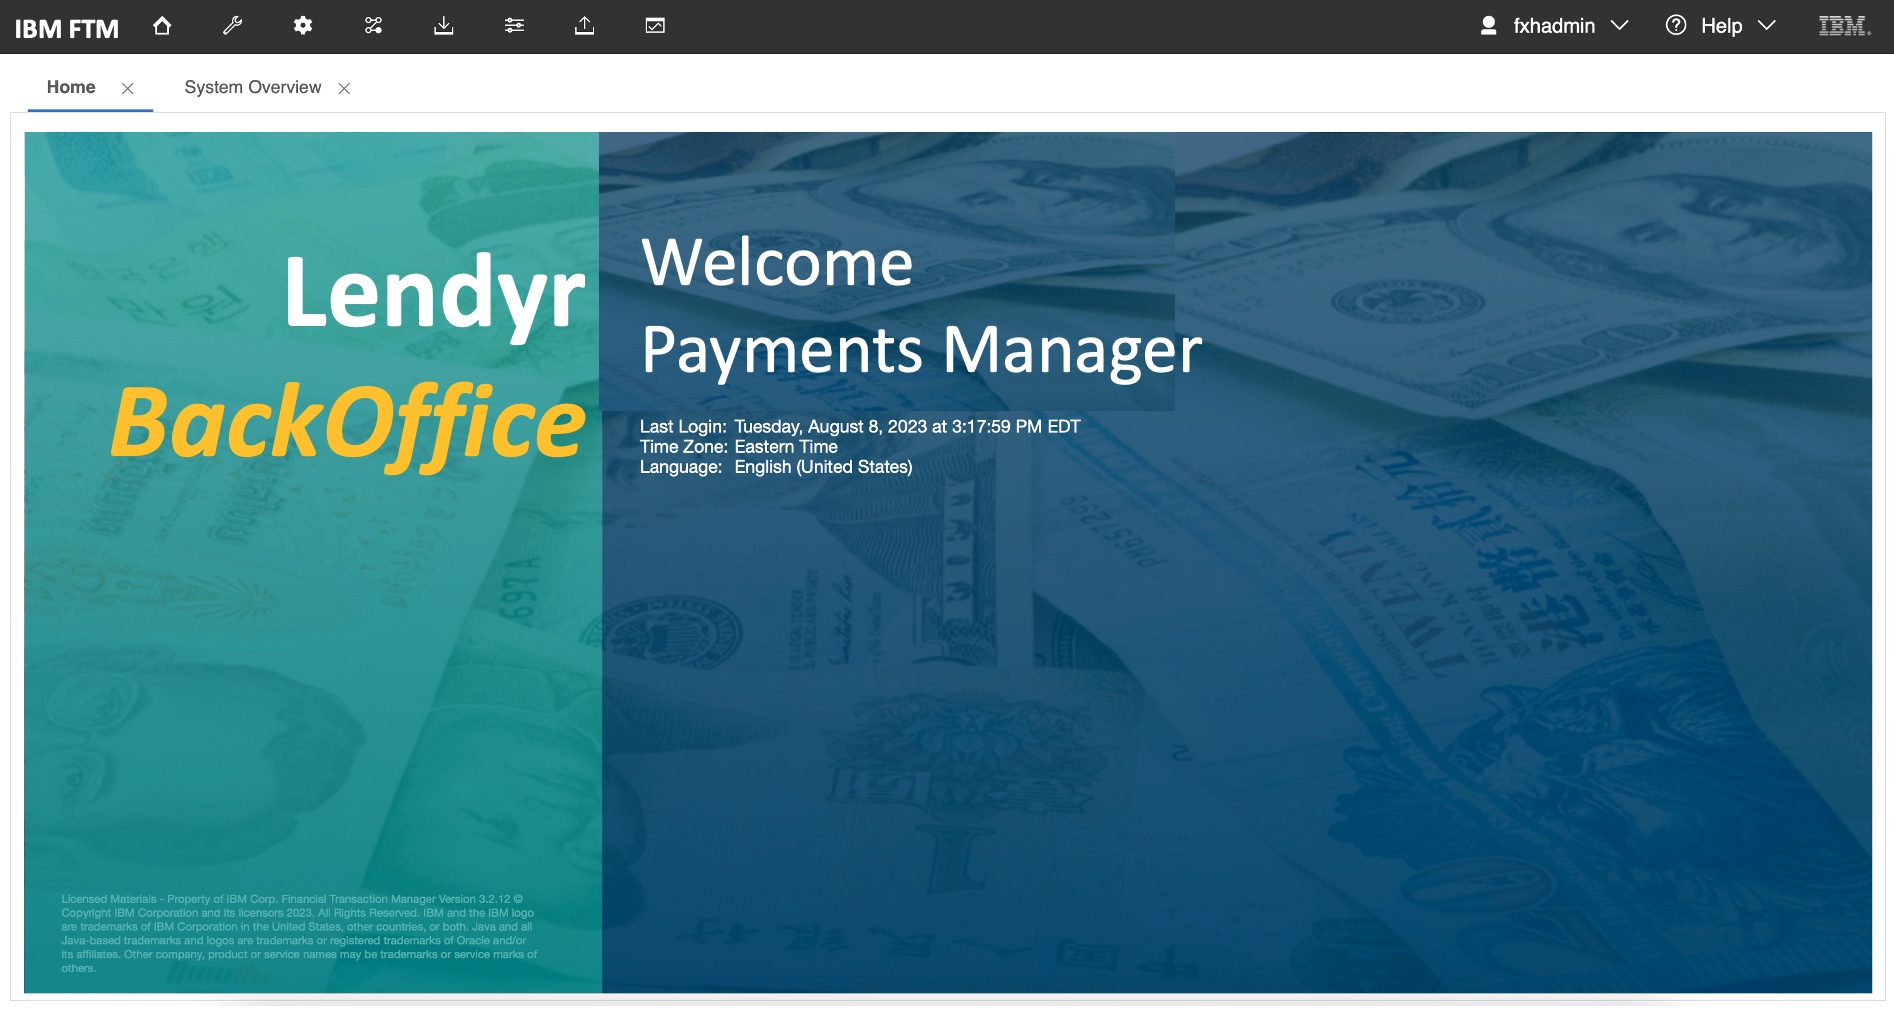 IBM FTM
fxhadmin
Help
IBM
Home
System Overview
Lendyr
BackOffice
Welcome
Payments Manager
Last Login: Tuesday, August 8, 2023 at 3:17:59 PM EDT
Time Zone: Eastern Time
Language: English (United States)
Licensed Materials - Property of IBM Corp. Financial Transaction Manager Version 3.2.12 ©
Copyright IBM Corporation and its licensors 2023. All Rights Reserved. IBM and the IBM logo
are trademarks of IBM Corporation in the United States, other countries, or both. Java and all
Java-based trademarks and logos are trademarks or registered trademarks of Oracle and/or
its affiliates. Other company, product or service names may be trademarks or service marks of
others.